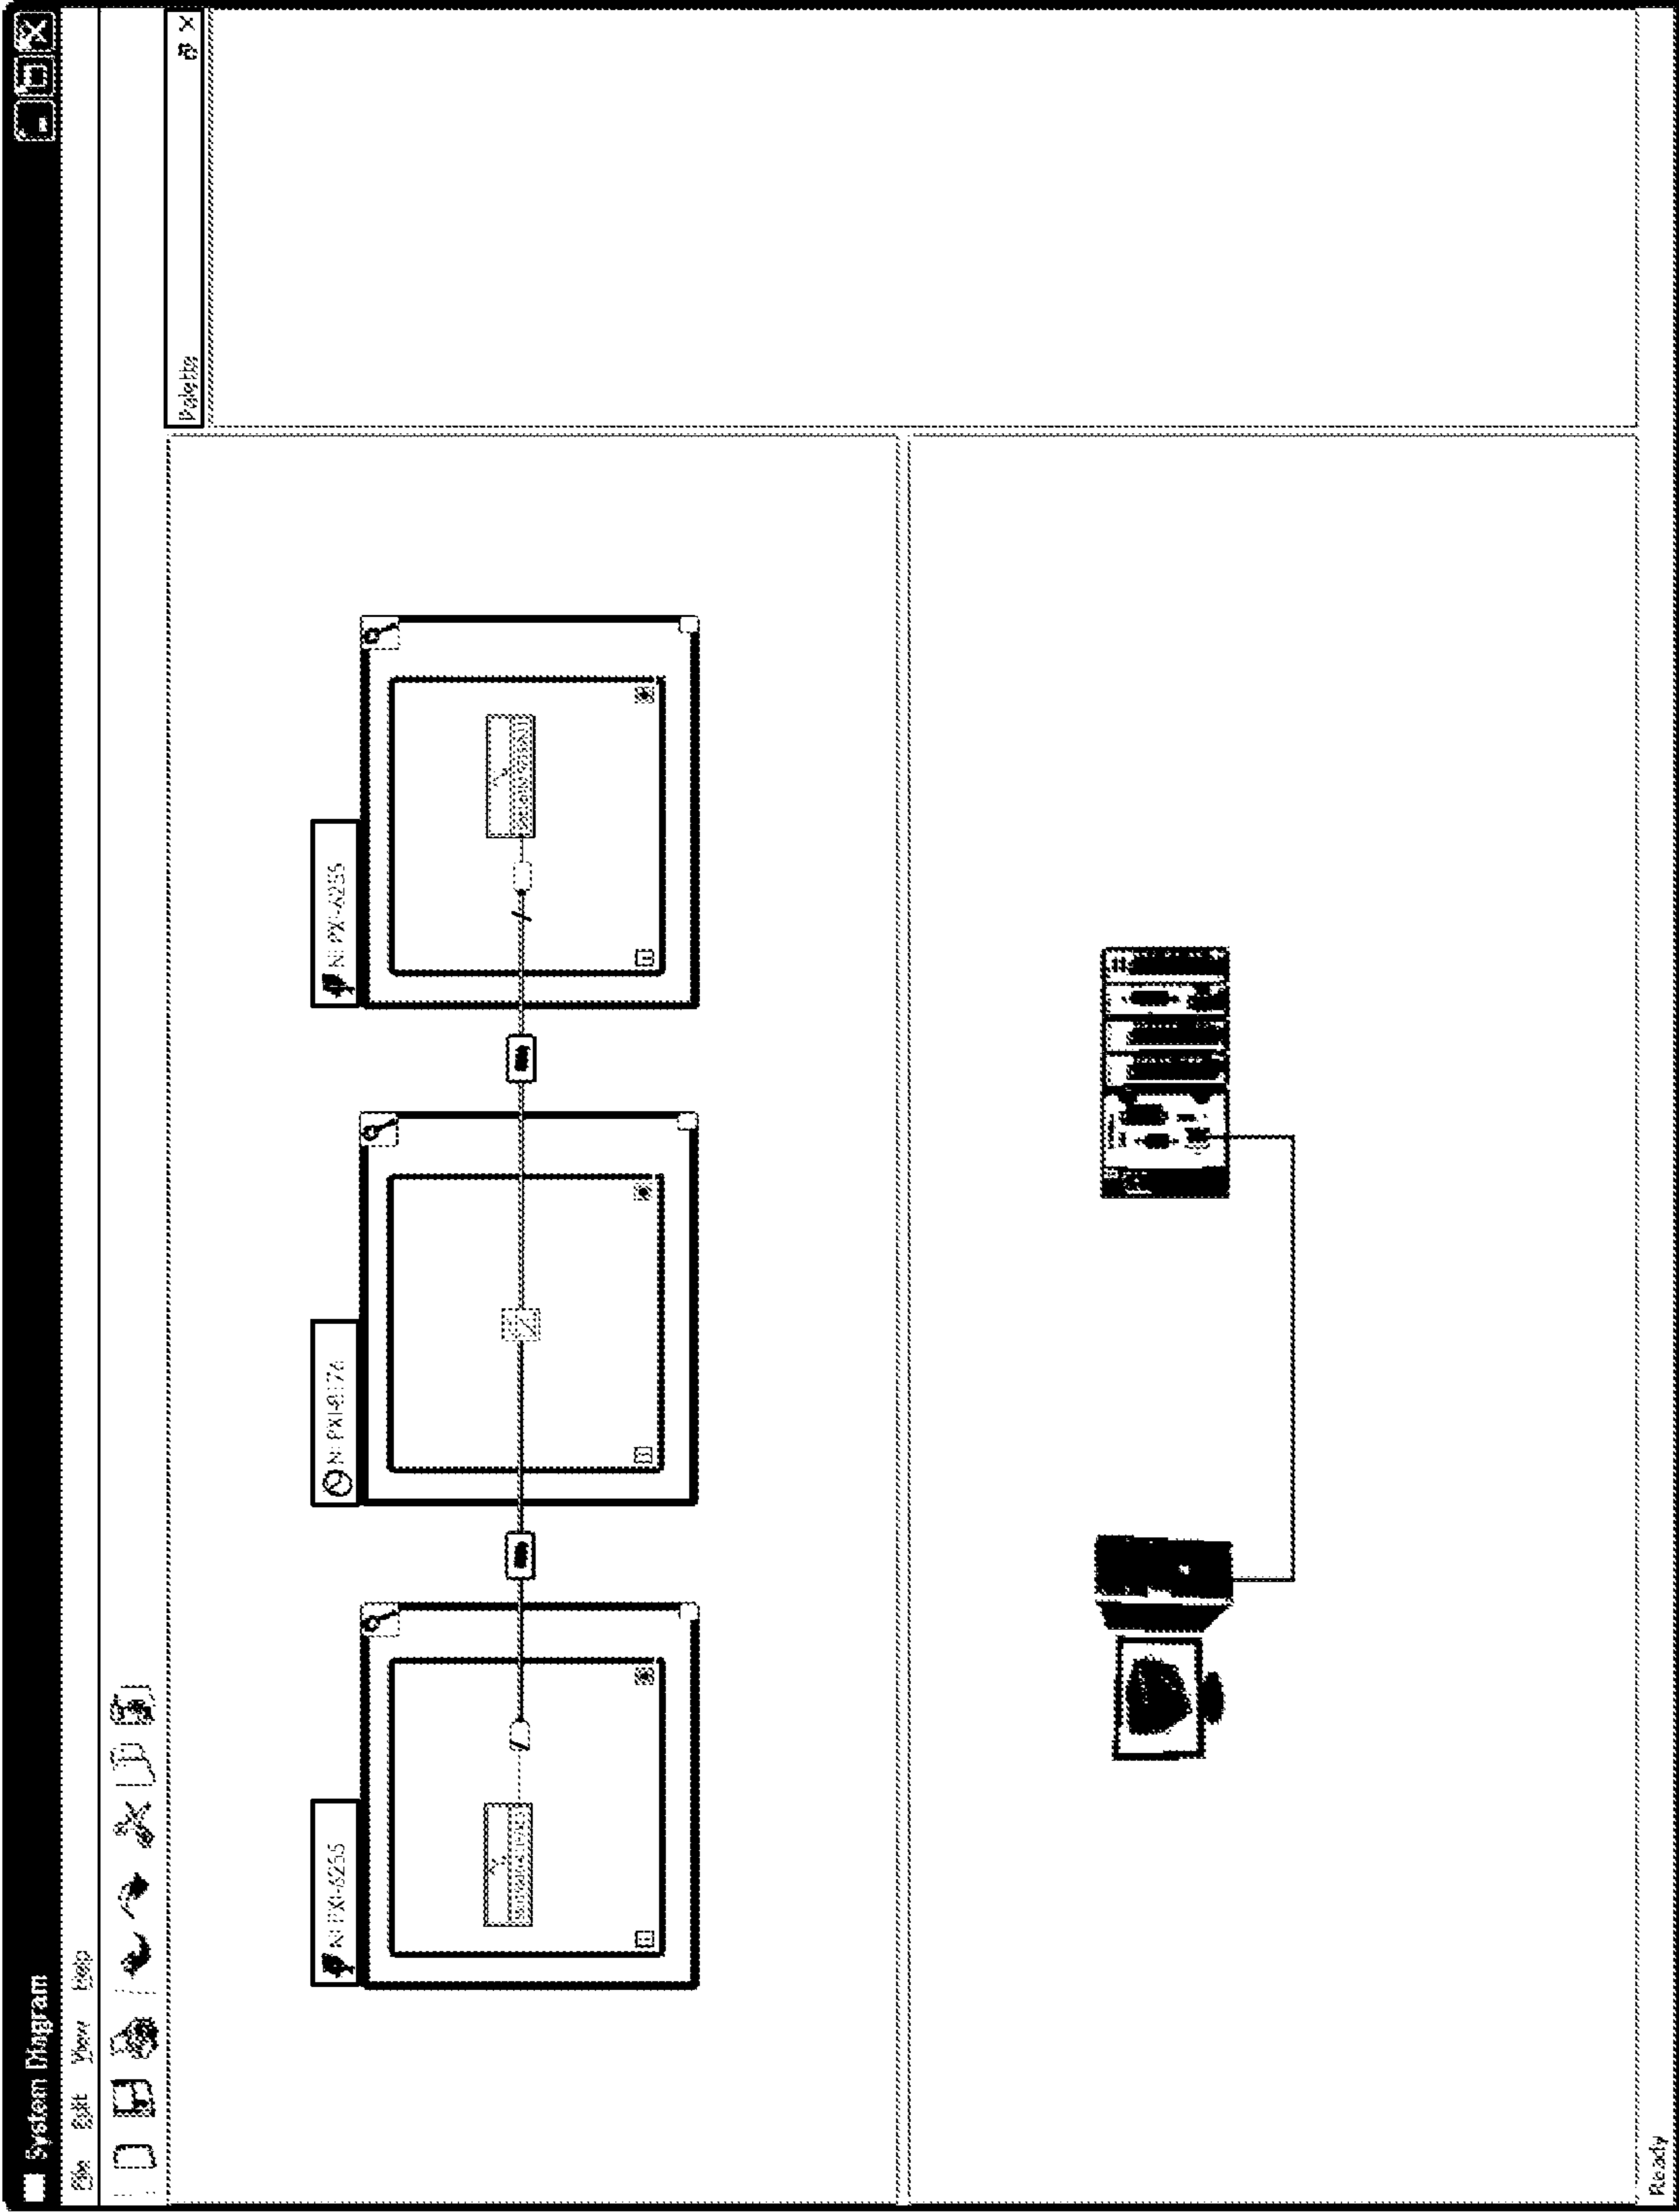 System Diagram
File Edit View Help
Palette
NI PXI-6255
NI PXI-8176
NI PXI-6255
Ready